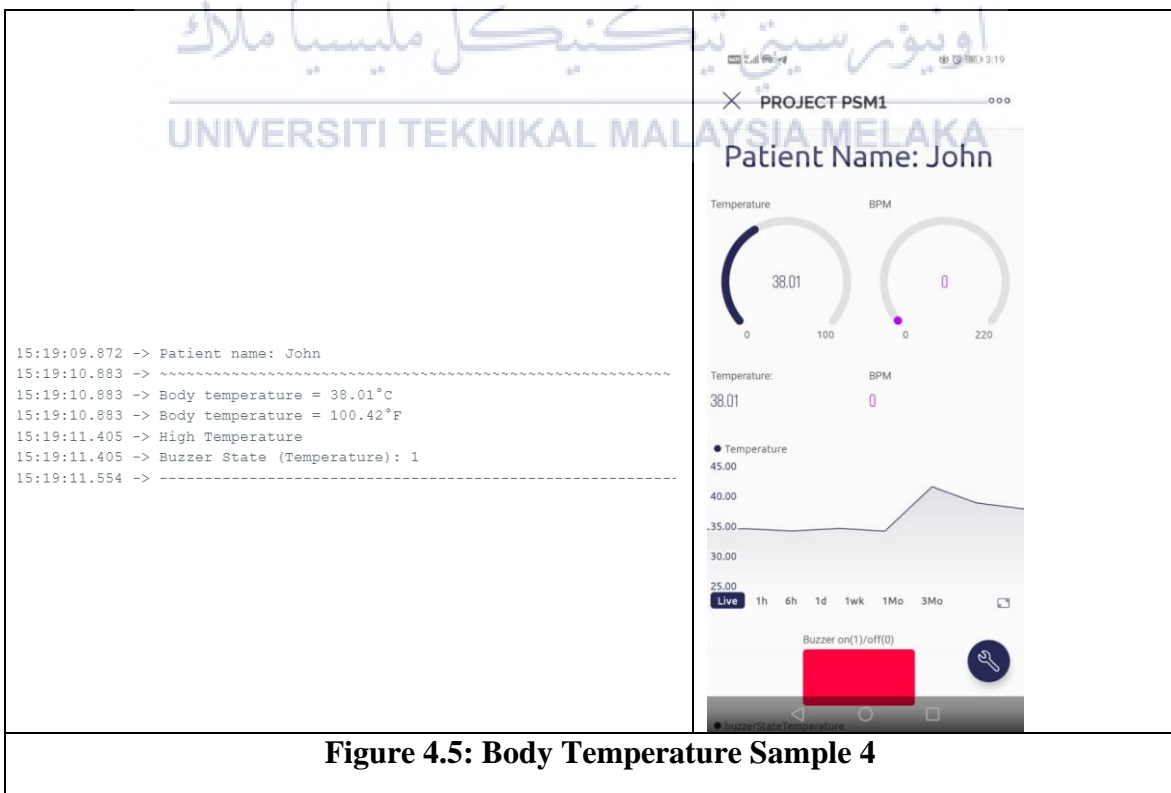 اونيۏرسيتي تيكنيكل مليسيا ملاك
UNIVERSITI TEKNIKAL MALAYSIA MELAKA
15:19:09.872 -> Patient name: John
15:19:10.883 -> ~~~~~~~~~~~~~~~~~~~~~~~~~~~~~~~~~~~~~~~~~~~~~~~~~~~~~~~~~
15:19:10.883 -> Body temperature = 38.01°C
15:19:10.883 -> Body temperature = 100.42°F
15:19:11.405 -> High Temperature
15:19:11.405 -> Buzzer State (Temperature): 1
15:19:11.554 -> ---------------------------------------------------------
3:19
PROJECT PSM1
Patient Name: John
Temperature BPM
38.01 0
0 100 0 220
Temperature: BPM
38.01 0
Temperature
45.00
40.00
35.00
30.00
25.00
Live 1h 6h 1d 1wk 1Mo 3Mo
Buzzer on(1)/off(0)
buzzerStateTemperature
Figure 4.5: Body Temperature Sample 4